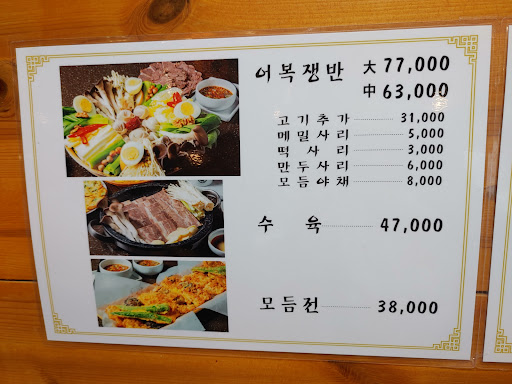 어복쟁반 大 77,000
中 63,000
고기추가 31,000
메밀사리 5,000
떡사리 3,000
만두사리 6,000
모듬야채 8,000
수육 47,000
모듬전 38,000